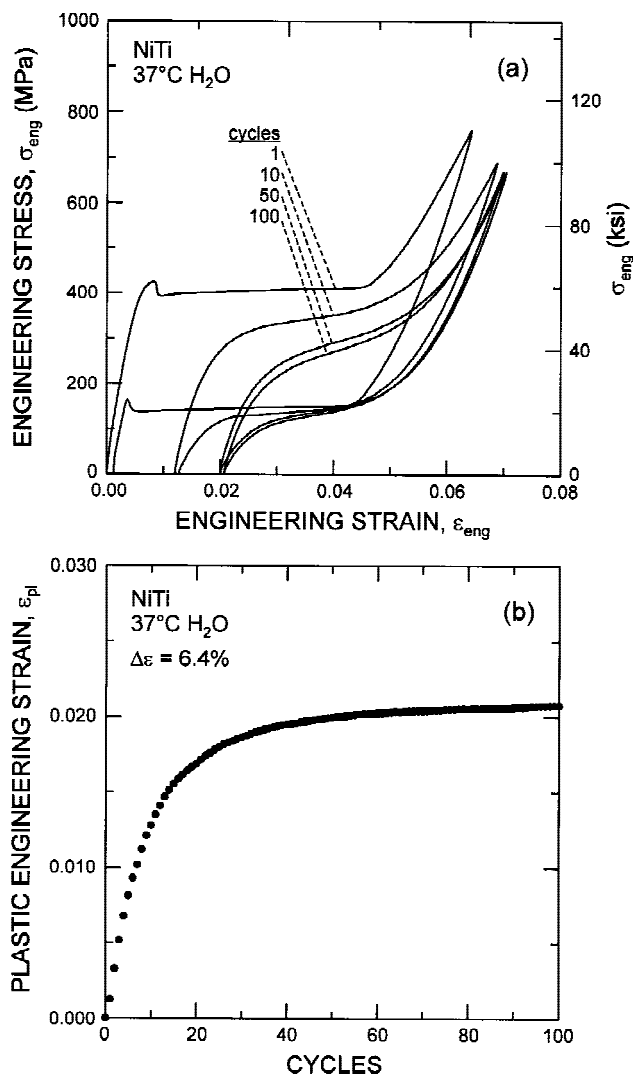 1000
800
600
400
200
0
ENGINEERING STRESS, σeng (MPa)
NiTi
37°C H2O
(a)
cycles
1
10
50
100
120
80
40
0
σeng (ksi)
0.00
0.02
0.04
0.06
0.08
ENGINEERING STRAIN, εeng
0.030
0.020
0.010
0.000
PLASTIC ENGINEERING STRAIN, εpl
NiTi
37°C H2O
Δε = 6.4%
(b)
0
20
40
60
80
100
CYCLES